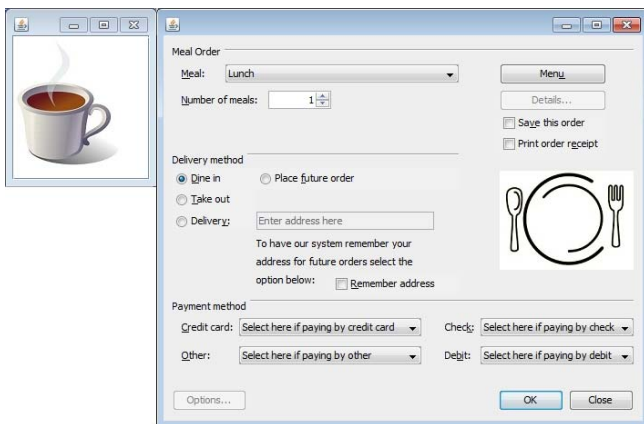 Meal Order
Meal: Lunch Menu
Number of meals: 1 Details...
Save this order
Print order receipt
Delivery method
Dine in Place future order
Take out
Delivery: Enter address here
To have our system remember your
address for future orders select the
option below: Remember address
Payment method
Credit card: Select here if paying by credit card Check: Select here if paying by check
Other: Select here if paying by other Debit: Select here if paying by debit
Options... OK Close